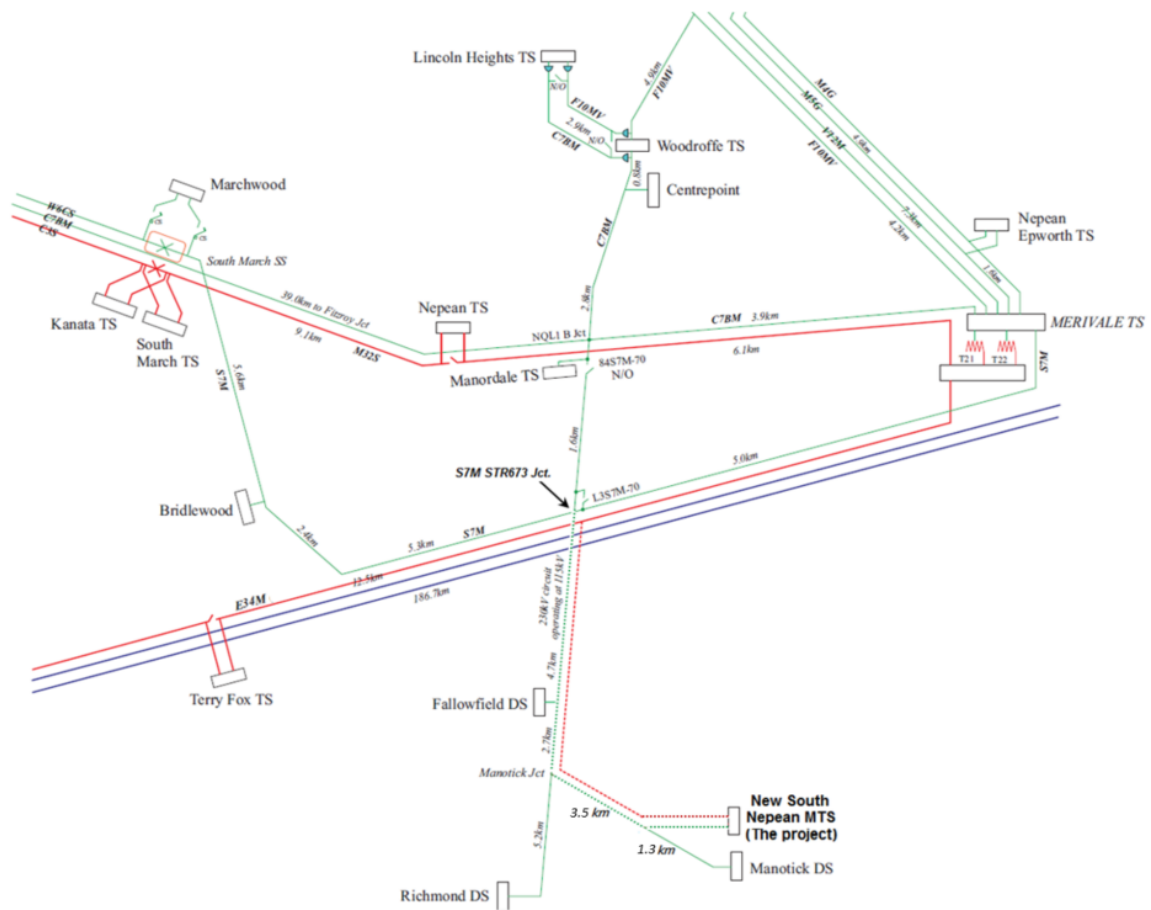 Lincoln Heights TS
N/O
F10MV
2.9km
C7BM
N/O
4.9km
F10MV
Woodroffe TS
0.8km
Centrepoint
C7BM
2.8km
M4G
M5G
V12M
F10MV
4.6km
7.3km
4.2km
1.6km
Nepean
Epworth TS
Marchwood
W6CS
C7BM
C3S
South March SS
Kanata TS
South
March TS
39.0km to Fitzroy Jct
9.1km
M32S
Nepean TS
NQL1 B Jct
C7BM
3.9km
6.1km
MERIVALE TS
T21
T22
S7M
Manordale TS
84S7M-70
N/O
S7M
5.6km
1.6km
S7M STR673 Jct.
L3S7M-70
5.0km
Bridlewood
2.4km
5.3km
S7M
12.5km
186.7km
E34M
Terry Fox TS
230kV circuit
operating at 115kV
4.7km
Fallowfield DS
2.7km
Manotick Jct
3.5 km
New South
Nepean MTS
(The project)
1.3 km
Manotick DS
5.2km
Richmond DS